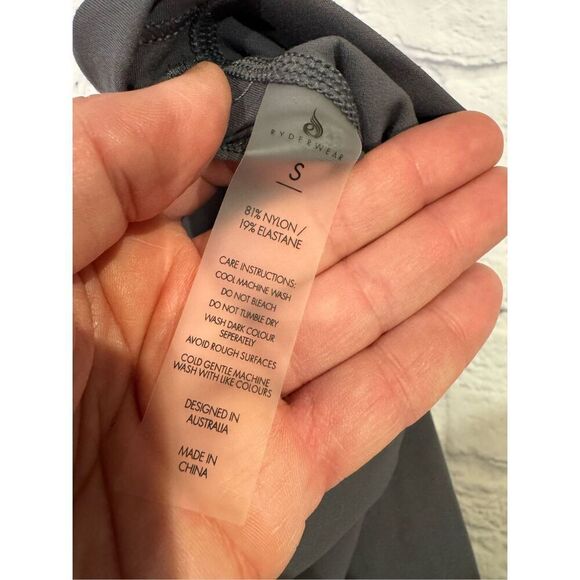 RYDERWEAR
S
81% NYLON /
19% ELASTANE
CARE INSTRUCTIONS:
COOL MACHINE WASH
DO NOT BLEACH
DO NOT TUMBLE DRY
WASH DARK COLOUR
SEPERATELY
AVOID ROUGH SURFACES
COLD GENTLE MACHINE
WASH WITH LIKE COLOURS
DESIGNED IN
AUSTRALIA
MADE IN
CHINA